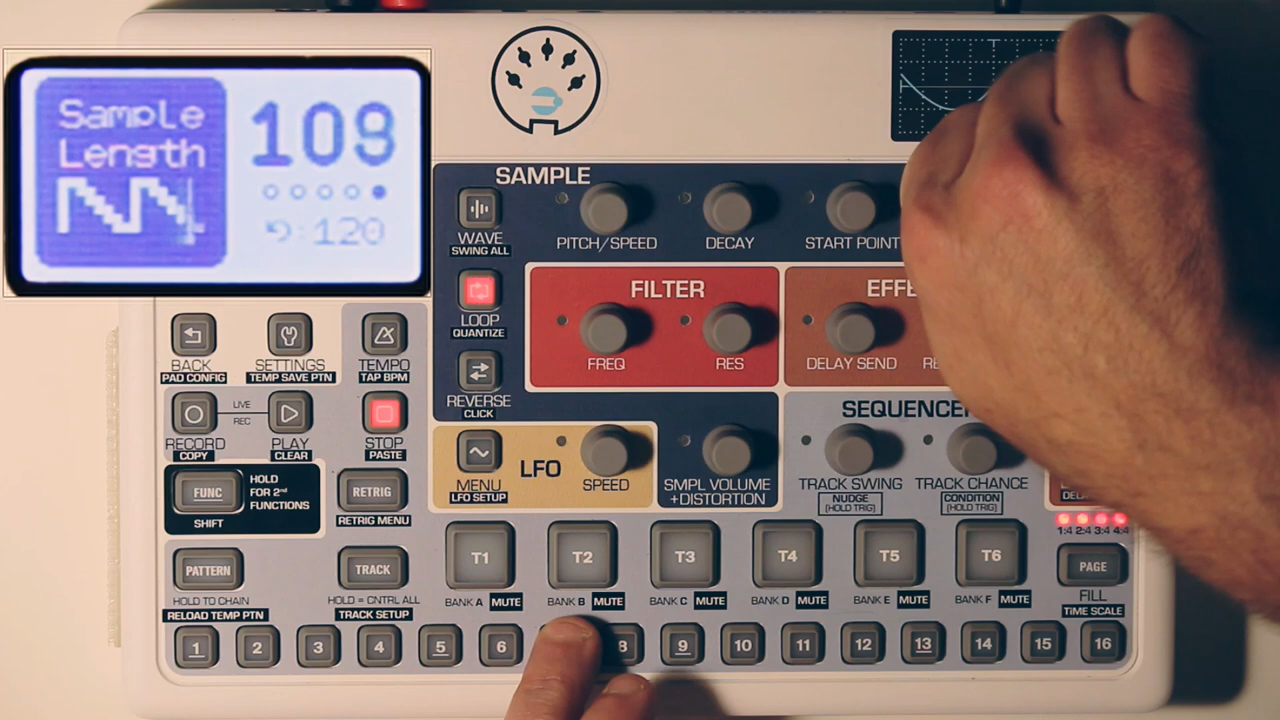 Sample
Length
109
:120
SAMPLE
WAVE
SWING ALL
PITCH/SPEED
DECAY
START POINT
LOOP
QUANTIZE
FILTER
FREQ
RES
DELAY SEND
REVERSE
CLICK
BACK
PAD CONFIG
SETTINGS
TEMP SAVE PTN
TEMPO
TAP BPM
LIVE
REC
RECORD
COPY
PLAY
CLEAR
STOP
PASTE
MENU
LFO SETUP
LFO
SPEED
SMPL VOLUME
+DISTORTION
TRACK SWING
NUDGE
[HOLD TRIG]
TRACK CHANCE
CONDITION
[HOLD TRIG]
FUNC
SHIFT
HOLD
FOR 2nd
FUNCTIONS
RETRIG
RETRIG MENU
1:4 2:4 3:4 4:4
PATTERN
HOLD TO CHAIN
RELOAD TEMP PTN
TRACK
HOLD = CNTRL ALL
TRACK SETUP
T1
BANK A MUTE
T2
BANK B MUTE
T3
BANK C MUTE
T4
BANK D MUTE
T5
BANK E MUTE
T6
BANK F MUTE
PAGE
FILL
TIME SCALE
1 2 3 4 5 6 8 9 10 11 12 13 14 15 16